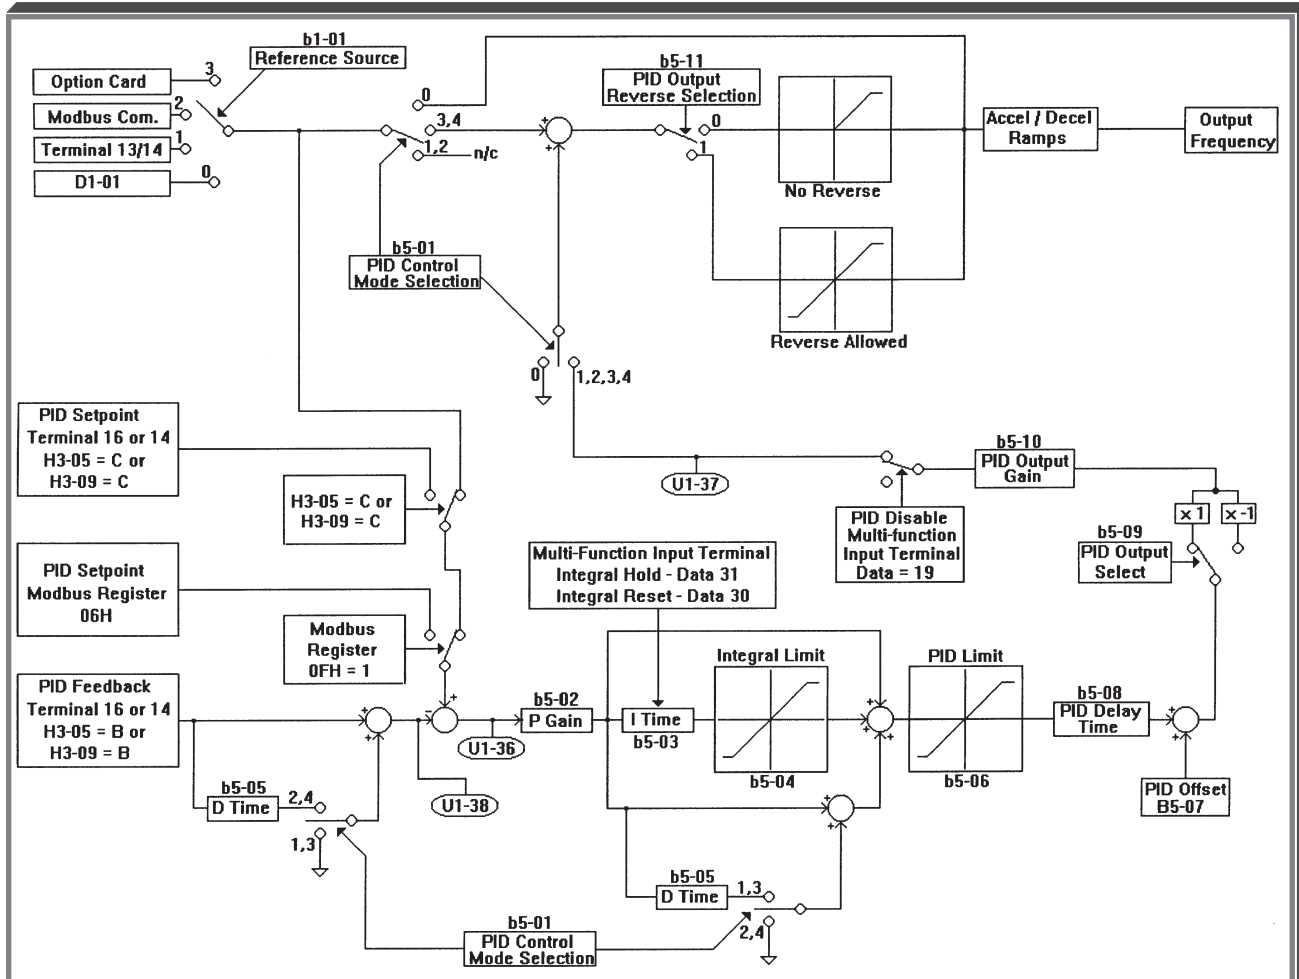 b1-01
Reference Source
Option Card
3
Modbus Com.
2
Terminal 13/14
1
D1-01
0
0
3,4
1,2
n/c
+
+
b5-11
PID Output
Reverse Selection
0
1
No Reverse
Reverse Allowed
Accel / Decel
Ramps
Output
Frequency
b5-01
PID Control
Mode Selection
0
1,2,3,4
PID Setpoint
Terminal 16 or 14
H3-05 = C or
H3-09 = C
H3-05 = C or
H3-09 = C
U1-37
b5-10
PID Output
Gain
PID Disable
Multi-function
Input Terminal
Data = 19
x 1
x -1
b5-09
PID Output
Select
PID Setpoint
Modbus Register
06H
Modbus
Register
0FH = 1
Multi-Function Input Terminal
Integral Hold - Data 31
Integral Reset - Data 30
PID Feedback
Terminal 16 or 14
H3-05 = B or
H3-09 = B
+
+
-
+
U1-36
U1-38
b5-02
P Gain
I Time
b5-03
Integral Limit
b5-04
+
+
+
PID Limit
b5-06
b5-08
PID Delay
Time
+
+
PID Offset
B5-07
b5-05
D Time
2,4
1,3
+
+
b5-05
D Time
1,3
2,4
b5-01
PID Control
Mode Selection